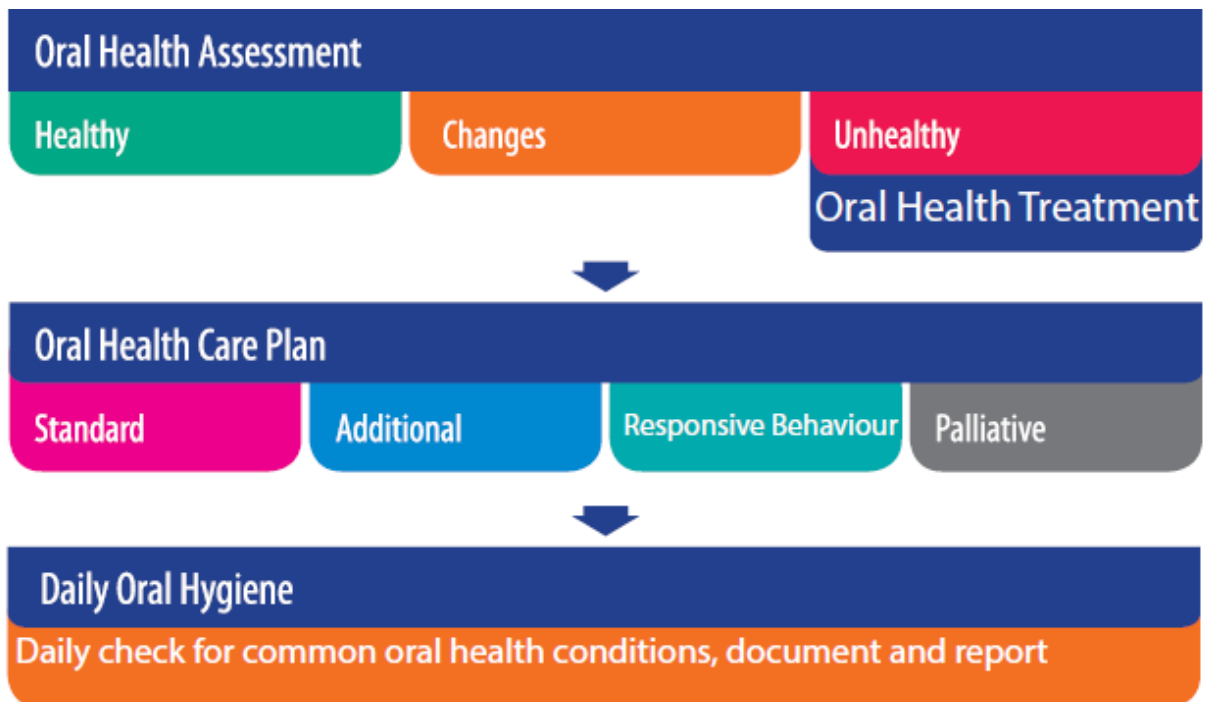 Oral Health Assessment
Healthy
Changes
Unhealthy
Oral Health Treatment
Oral Health Care Plan
Standard
Additional
Responsive Behaviour
Palliative
Daily Oral Hygiene
Daily check for common oral health conditions, document and report